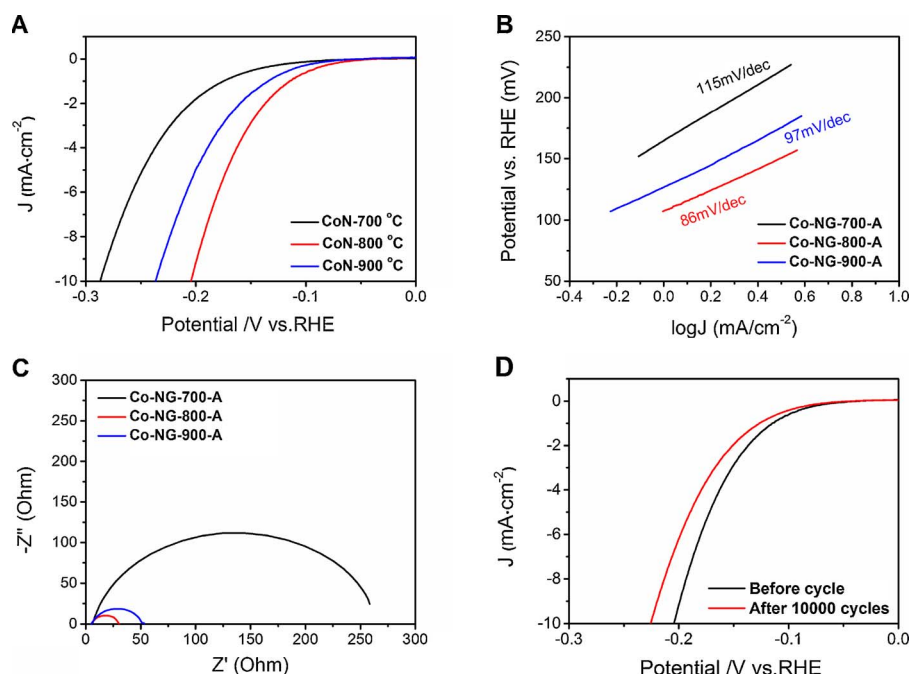 A
0
-2
-4
-6
-8
-10
J (mA·cm⁻²)
CoN-700 °C
CoN-800 °C
CoN-900 °C
-0.3
-0.2
-0.1
0.0
Potential /V vs.RHE
B
250
200
150
100
50
Potential vs. RHE (mV)
115mV/dec
97mV/dec
86mV/dec
Co-NG-700-A
Co-NG-800-A
Co-NG-900-A
-0.4
-0.2
0.0
0.2
0.4
0.6
0.8
1.0
logJ (mA/cm⁻²)
C
300
250
200
150
100
50
0
-Z" (Ohm)
Co-NG-700-A
Co-NG-800-A
Co-NG-900-A
0
50
100
150
200
250
300
Z' (Ohm)
D
0
-2
-4
-6
-8
-10
J (mA·cm⁻²)
Before cycle
After 10000 cycles
-0.3
-0.2
-0.1
0.0
Potential /V vs.RHE